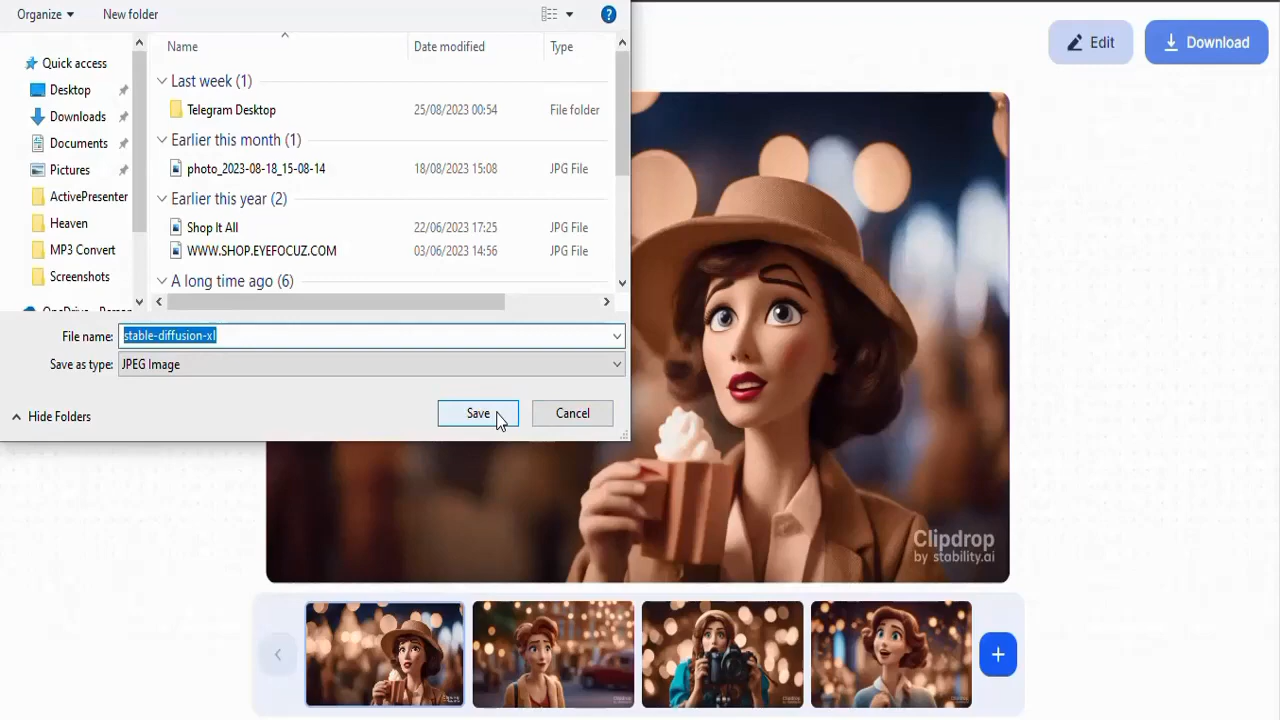 Organize
New folder
Name
Date modified
Type
Quick access
Desktop
Downloads
Documents
Pictures
ActivePresenter
Heaven
MP3 Convert
Screenshots
Last week (1)
Telegram Desktop 25/08/2023 00:54 File folder
Earlier this month (1)
photo_2023-08-18_15-08-14 18/08/2023 15:08 JPG File
Earlier this year (2)
Shop It All 22/06/2023 17:25 JPG File
WWW.SHOP.EYEFOCUZ.COM 03/06/2023 14:56 JPG File
A long time ago (6)
File name: stable-diffusion-xl
Save as type: JPEG Image
Hide Folders
Save
Cancel
Edit
Download
Clipdrop
by stability.ai